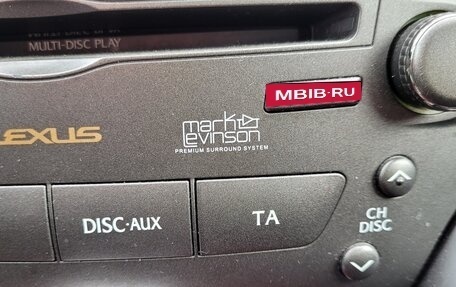 MULTI-DISC PLAY
MBIB·RU
LEXUS
mark
levinson
PREMIUM SURROUND SYSTEM
DISC·AUX
TA
CH
DISC